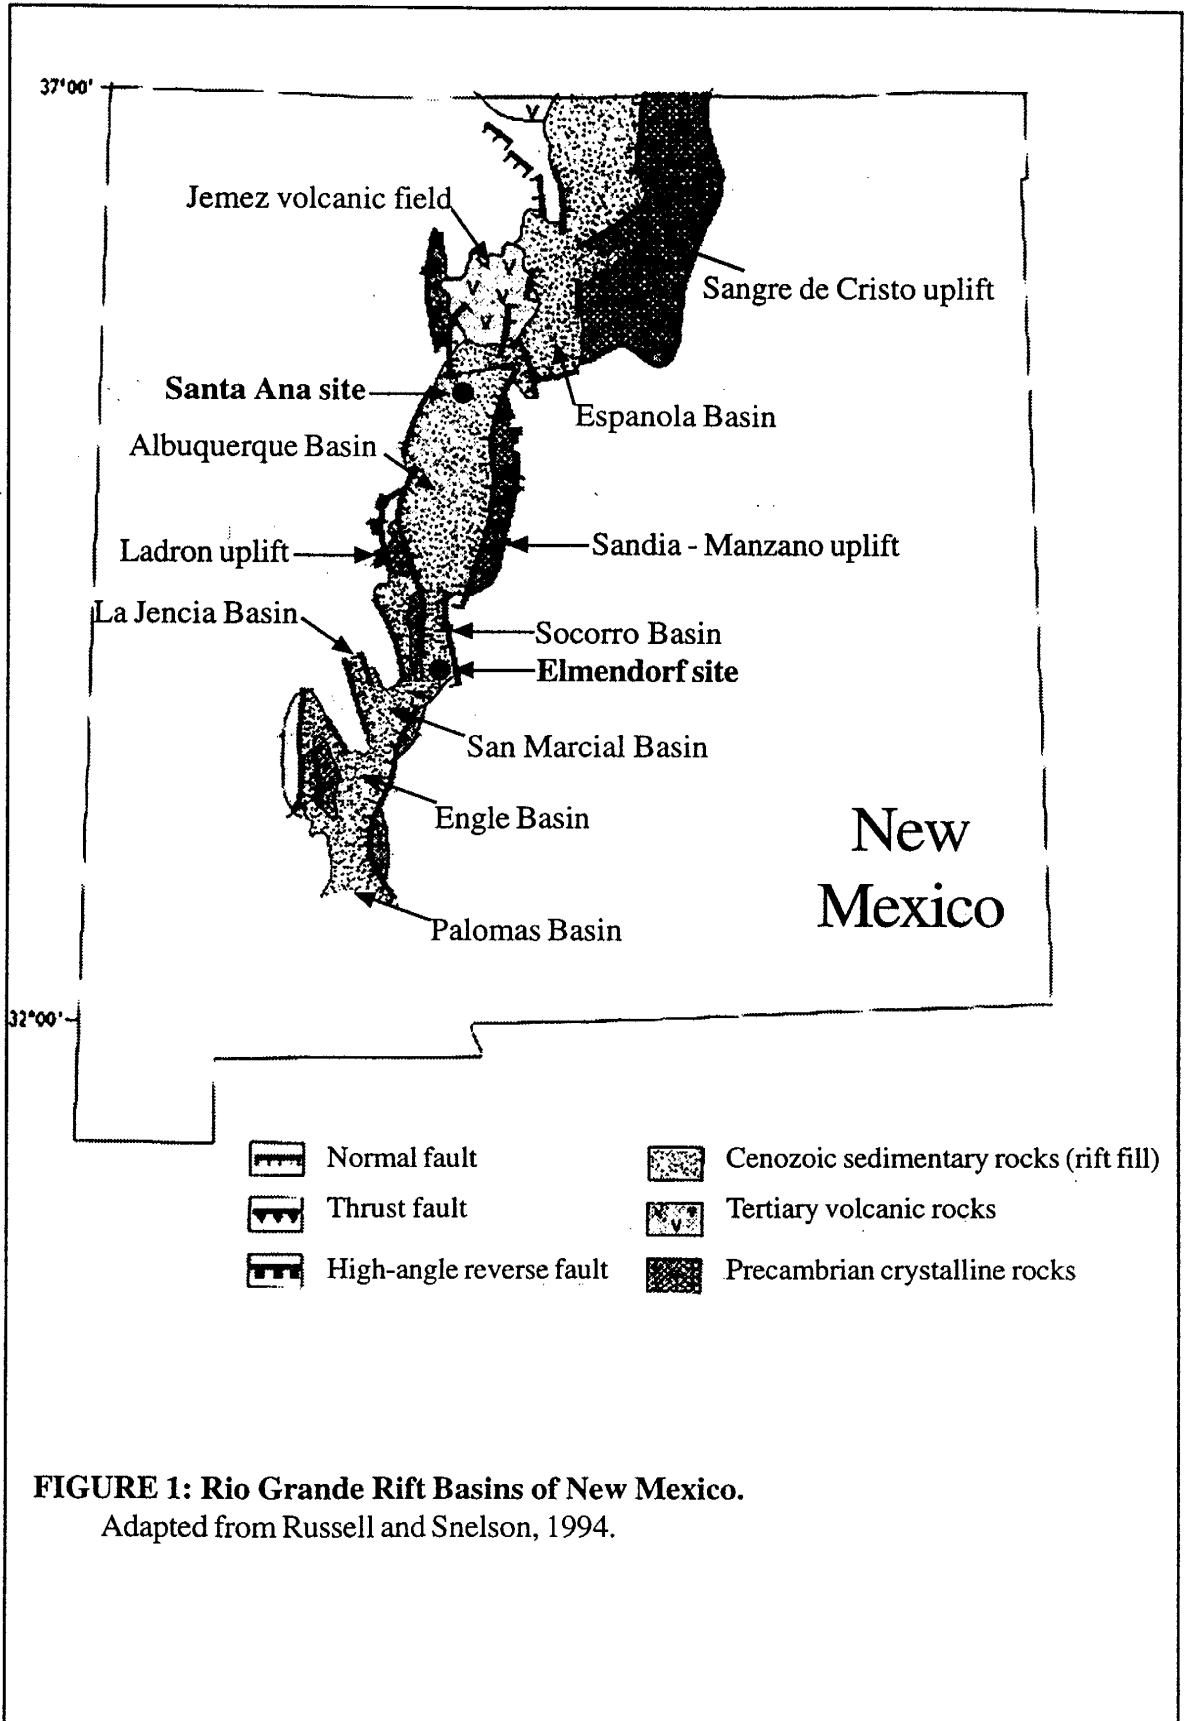 37°00'
Jemez volcanic field
Sangre de Cristo uplift
Santa Ana site
Espanola Basin
Albuquerque Basin
Ladron uplift
Sandia - Manzano uplift
La Jencia Basin
Socorro Basin
Elmendorf site
San Marcial Basin
Engle Basin
New
Mexico
Palomas Basin
32°00'
Normal fault
Cenozoic sedimentary rocks (rift fill)
Thrust fault
Tertiary volcanic rocks
High-angle reverse fault
Precambrian crystalline rocks
FIGURE 1: Rio Grande Rift Basins of New Mexico.
Adapted from Russell and Snelson, 1994.